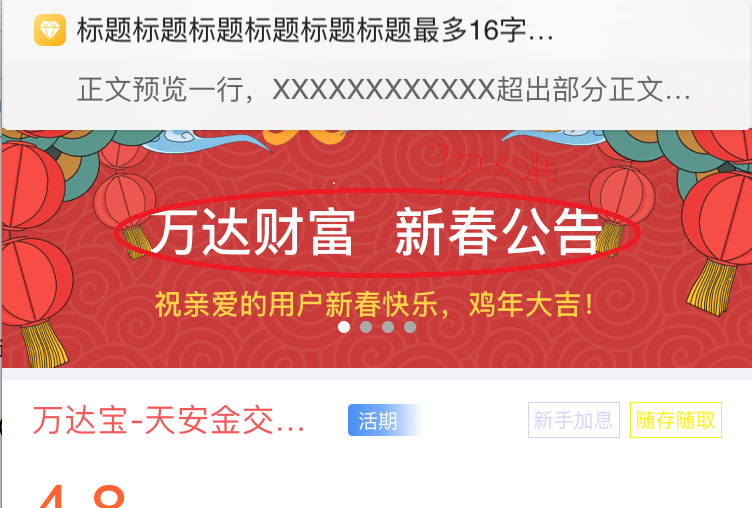 标题标题标题标题标题标题最多16字…
正文预览一行，XXXXXXXXXXXX超出部分正文…
万达财富 新春公告
祝亲爱的用户新春快乐，鸡年大吉！
万达宝-天安金交… 活期 新手加息 随存随取
4.8